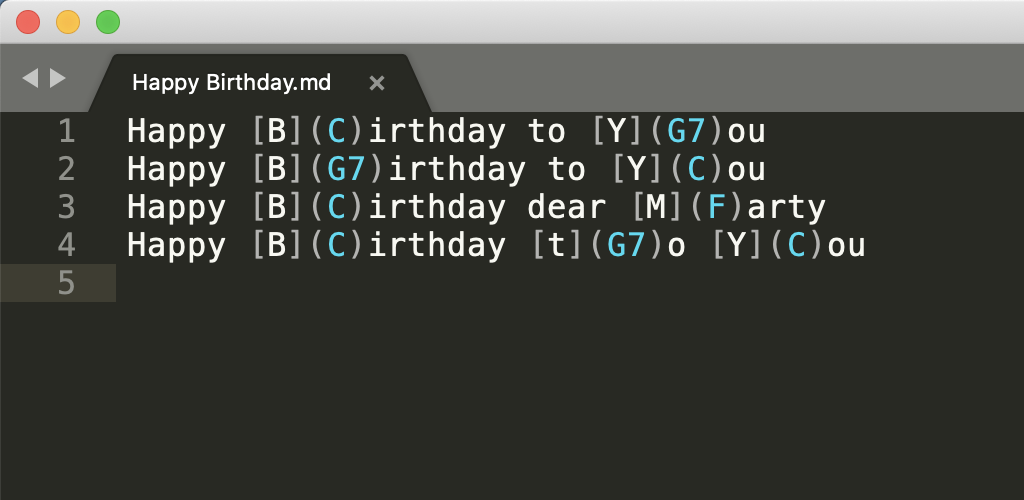 Happy Birthday.md ×
1 Happy [B](C)irthday to [Y](G7)ou
2 Happy [B](G7)irthday to [Y](C)ou
3 Happy [B](C)irthday dear [M](F)arty
4 Happy [B](C)irthday [t](G7)o [Y](C)ou
5